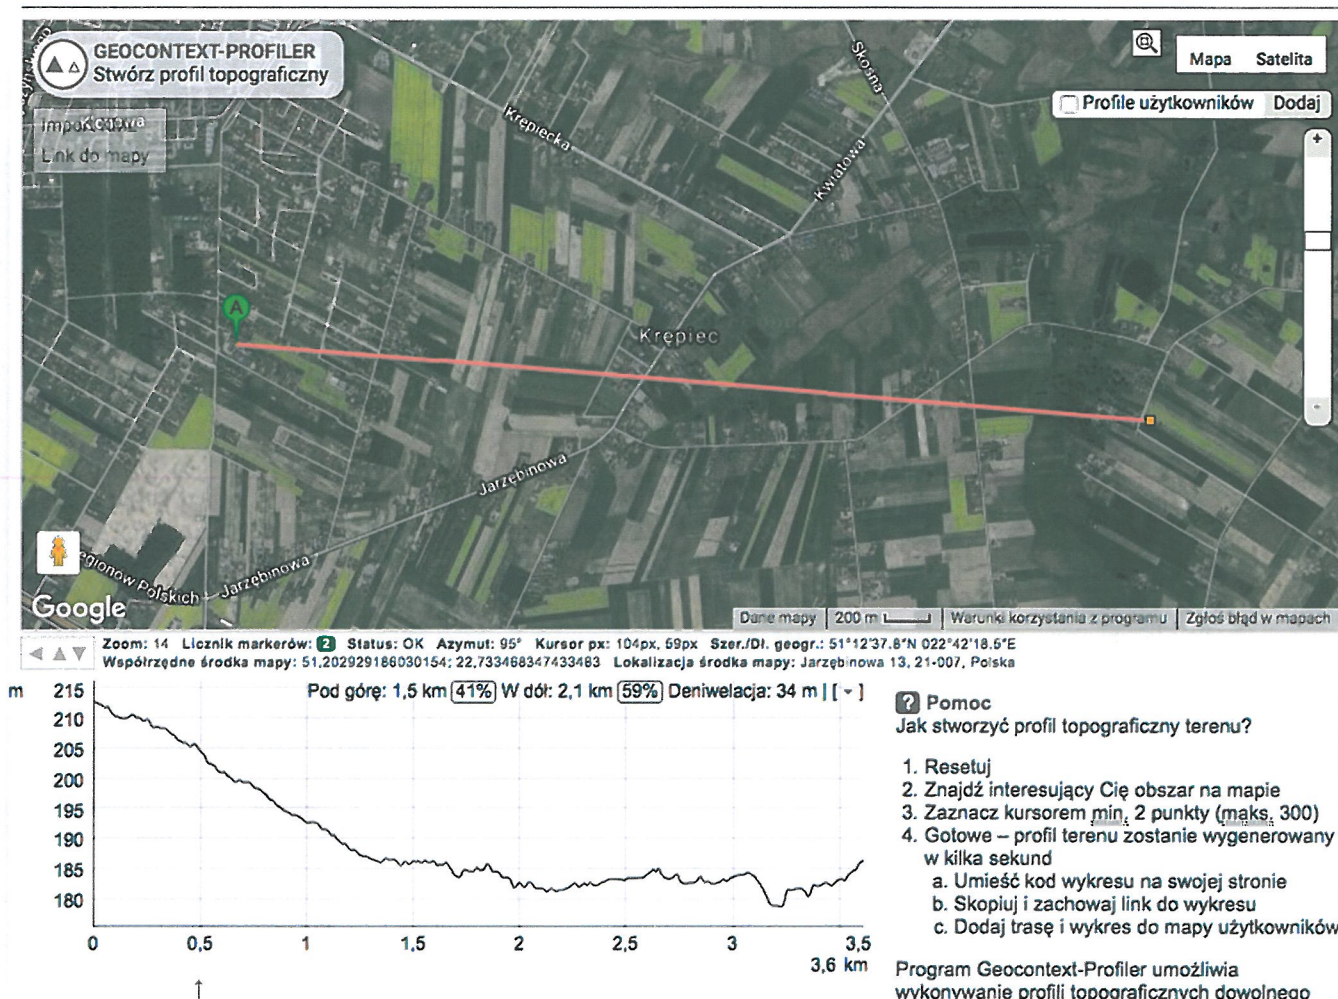 GEOCONTEXT-PROFILER
Stwórz profil topograficzny
Link do mapy
Krępiecka
Skośna
Kwiatowa
Mapa Satelita
Profile użytkowników Dodaj
+
-
A
Krępiec
Jarzębinowa
Jarzębinowa
Polskich
Google
Dane mapy 200 m Warunki korzystania z programu Zgłoś błąd w mapach
Zoom: 14 Licznik markerów: 2 Status: OK Azymut: 95° Kursor px: 104px, 59px Szer./Dł. geogr.: 51°12'37.8"N 022°42'18.5"E
Współrzędne środka mapy: 51,202929186030154; 22,733468347433483 Lokalizacja środka mapy: Jarzębinowa 13, 21-007, Polska
Pod górę: 1,5 km 41% W dół: 2,1 km 59% Deniwelacja: 34 m | [ - ]
m
215
210
205
200
195
190
185
180
0 0,5 1 1,5 2 2,5 3 3,5
3,6 km
? Pomoc
Jak stworzyć profil topograficzny terenu?
1. Resetuj
2. Znajdź interesujący Cię obszar na mapie
3. Zaznacz kursorem min. 2 punkty (maks. 300)
4. Gotowe – profil terenu zostanie wygenerowany
w kilka sekund
a. Umieść kod wykresu na swojej stronie
b. Skopiuj i zachowaj link do wykresu
c. Dodaj trasę i wykres do mapy użytkowników
Program Geocontext-Profiler umożliwia
wykonywanie profili topograficznych dowolnego